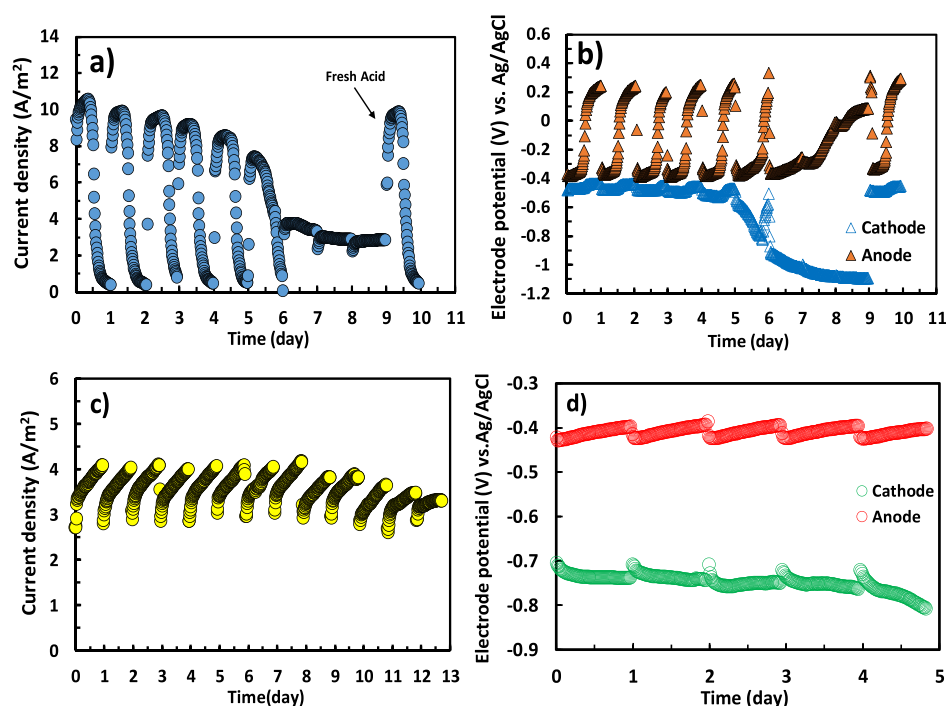 a)
Fresh Acid
Current density (A/m²)
14
12
10
8
6
4
2
0
0 1 2 3 4 5 6 7 8 9 10 11
Time (day)
b)
Electrode potential (V) vs. Ag/AgCl
0.6
0.4
0.2
0
-0.2
-0.4
-0.6
-0.8
-1
-1.2
Cathode
Anode
0 1 2 3 4 5 6 7 8 9 10 11
Time (day)
c)
Current density (A/m²)
6
5
4
3
2
1
0
0 1 2 3 4 5 6 7 8 9 10 11 12 13
Time(day)
d)
Electrode potential (V) vs.Ag/AgCl
-0.3
-0.4
-0.5
-0.6
-0.7
-0.8
-0.9
Cathode
Anode
0 1 2 3 4 5
Time (day)